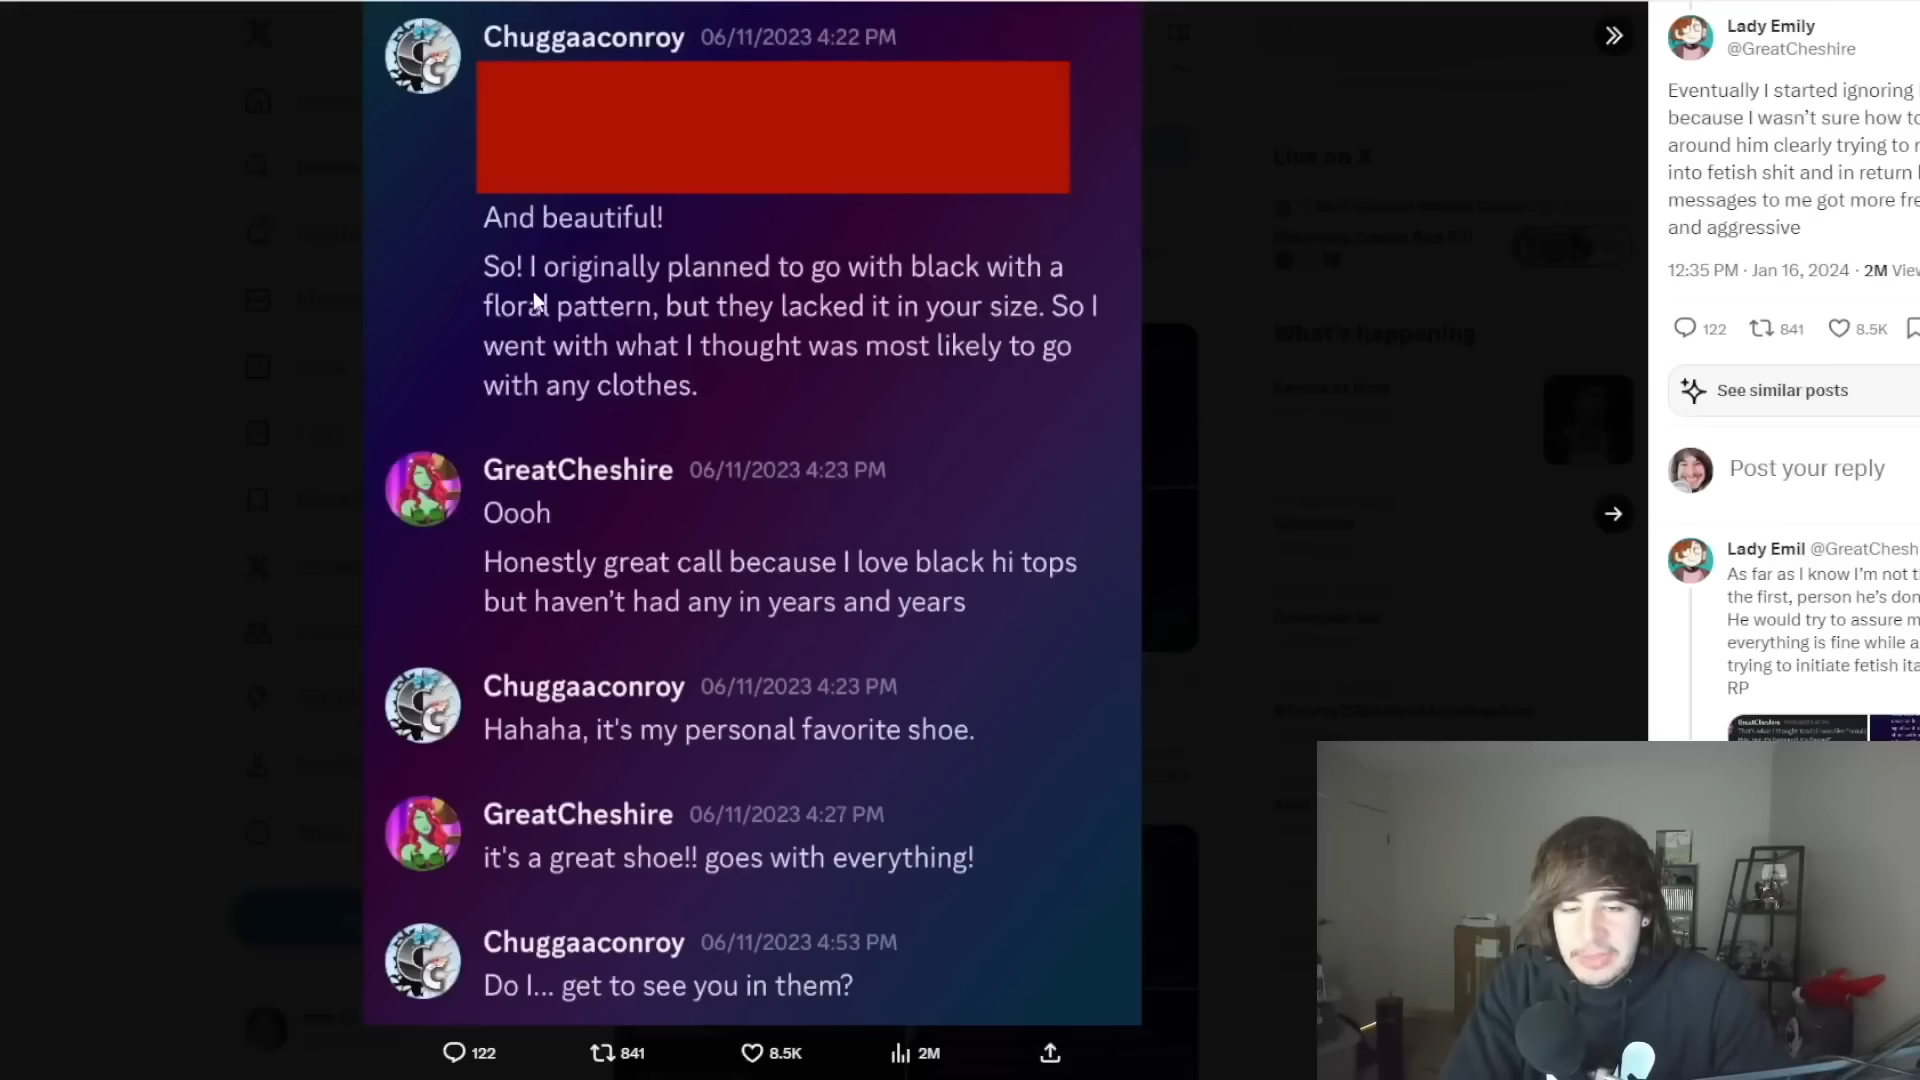 Chuggaaconroy 06/11/2023 4:22 PM
And beautiful!
So! I originally planned to go with black with a
floral pattern, but they lacked it in your size. So I
went with what I thought was most likely to go
with any clothes.
GreatCheshire 06/11/2023 4:23 PM
Oooh
Honestly great call because I love black hi tops
but haven't had any in years and years
Chuggaaconroy 06/11/2023 4:23 PM
Hahaha, it's my personal favorite shoe.
GreatCheshire 06/11/2023 4:27 PM
it's a great shoe!! goes with everything!
Chuggaaconroy 06/11/2023 4:53 PM
Do I... get to see you in them?
122 841 8.5K 2M
Live on X
What's happening
Lady Emily
@GreatCheshire
Eventually I started ignoring
because I wasn't sure how to
around him clearly trying to
into fetish shit and in return
messages to me got more fre
and aggressive
12:35 PM · Jan 16, 2024 · 2M View
122 841 8.5K
See similar posts
Post your reply
Lady Emil @GreatChesh
As far as I know I'm not t
the first, person he's don
He would try to assure m
everything is fine while a
trying to initiate fetish ita
RP
GreatCheshire